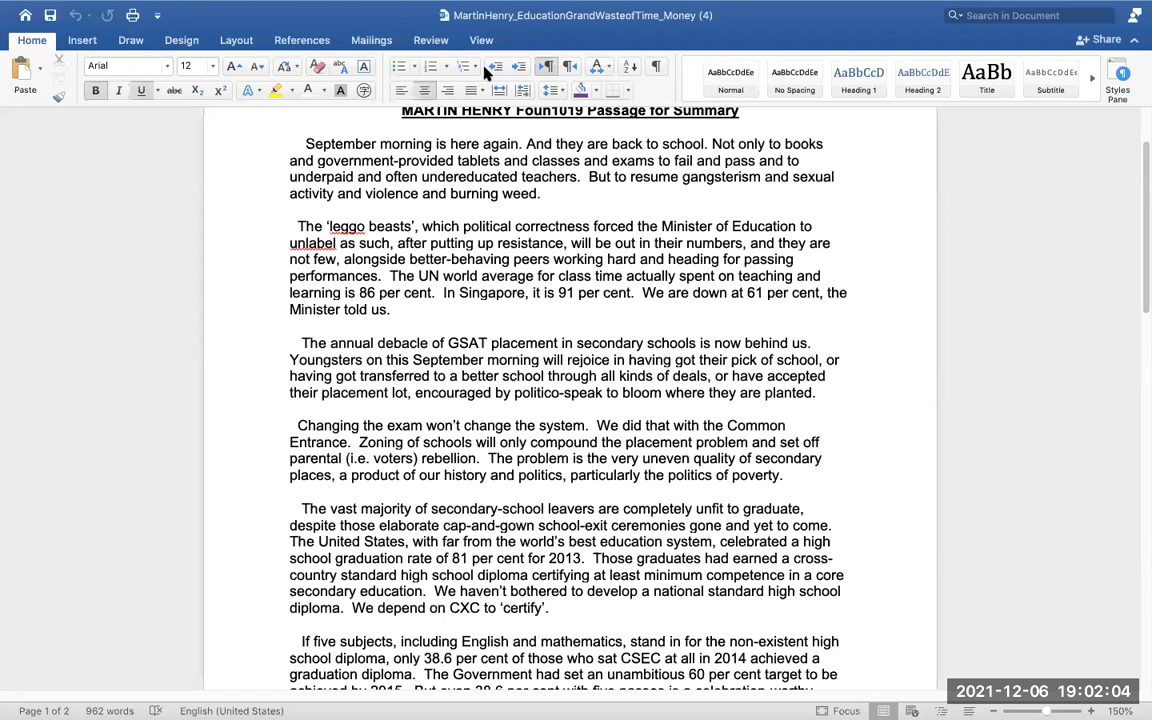 MartinHenry_EducationGrandWasteofTime_Money (4)
Search in Document
Home Insert Draw Design Layout References Mailings Review View
Share
Paste
Arial 12
AaBbCcDdEe AaBbCcDdEe AaBbCcD AaBbCcDdE AaBb AaBbCcDdE
Normal No Spacing Heading 1 Heading 2 Title Subtitle
Styles
Pane
MARTIN HENRY Foun1019 Passage for Summary
September morning is here again. And they are back to school. Not only to books
and government-provided tablets and classes and exams to fail and pass and to
underpaid and often undereducated teachers. But to resume gangsterism and sexual
activity and violence and burning weed.
The ‘leggo beasts’, which political correctness forced the Minister of Education to
unlabel as such, after putting up resistance, will be out in their numbers, and they are
not few, alongside better-behaving peers working hard and heading for passing
performances. The UN world average for class time actually spent on teaching and
learning is 86 per cent. In Singapore, it is 91 per cent. We are down at 61 per cent, the
Minister told us.
The annual debacle of GSAT placement in secondary schools is now behind us.
Youngsters on this September morning will rejoice in having got their pick of school, or
having got transferred to a better school through all kinds of deals, or have accepted
their placement lot, encouraged by politico-speak to bloom where they are planted.
Changing the exam won’t change the system. We did that with the Common
Entrance. Zoning of schools will only compound the placement problem and set off
parental (i.e. voters) rebellion. The problem is the very uneven quality of secondary
places, a product of our history and politics, particularly the politics of poverty.
The vast majority of secondary-school leavers are completely unfit to graduate,
despite those elaborate cap-and-gown school-exit ceremonies gone and yet to come.
The United States, with far from the world’s best education system, celebrated a high
school graduation rate of 81 per cent for 2013. Those graduates had earned a cross-
country standard high school diploma certifying at least minimum competence in a core
secondary education. We haven’t bothered to develop a national standard high school
diploma. We depend on CXC to ‘certify’.
If five subjects, including English and mathematics, stand in for the non-existent high
school diploma, only 38.6 per cent of those who sat CSEC at all in 2014 achieved a
graduation diploma. The Government had set an unambitious 60 per cent target to be
achieved by 2015. But even 38.6 per cent with five passes is a celebration-worthy
2021-12-06 19:02:04
Page 1 of 2 962 words English (United States) Focus 150%